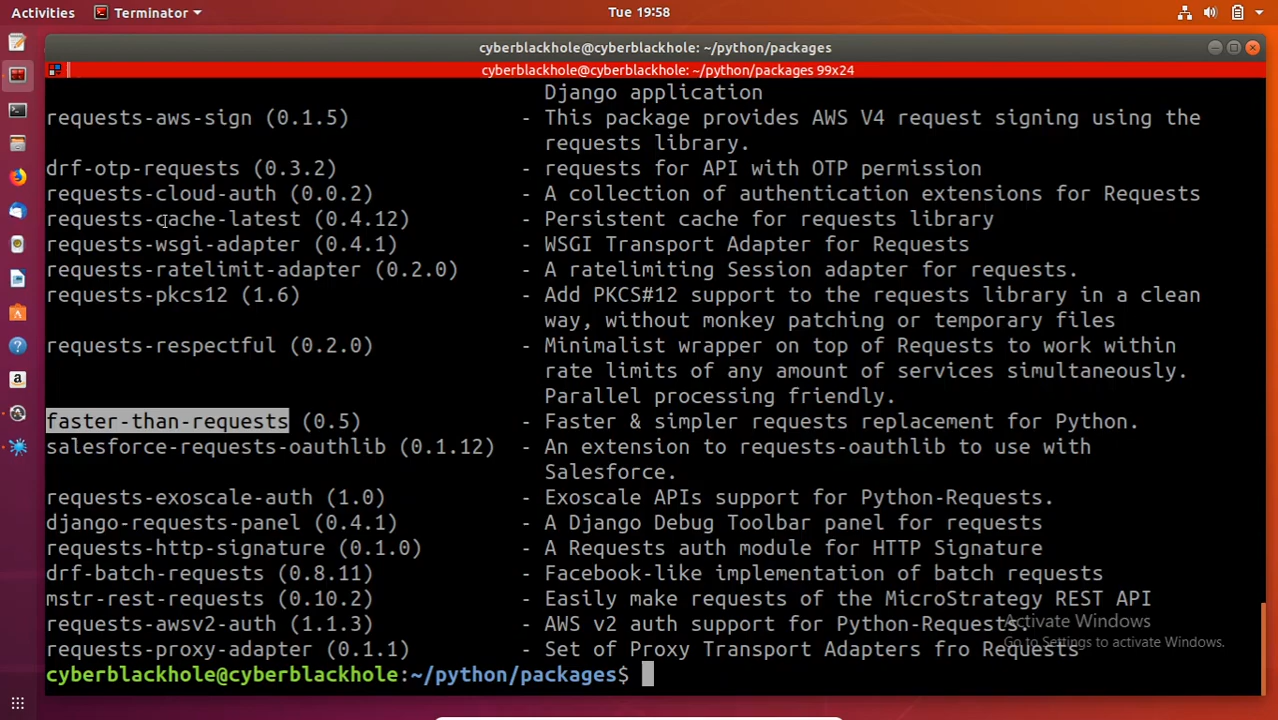 Activities Terminator Tue 19:58
cyberblackhole@cyberblackhole: ~/python/packages
cyberblackhole@cyberblackhole: ~/python/packages 99x24
Django application
requests-aws-sign (0.1.5) - This package provides AWS V4 request signing using the
requests library.
drf-otp-requests (0.3.2) - requests for API with OTP permission
requests-cloud-auth (0.0.2) - A collection of authentication extensions for Requests
requests-cache-latest (0.4.12) - Persistent cache for requests library
requests-wsgi-adapter (0.4.1) - WSGI Transport Adapter for Requests
requests-ratelimit-adapter (0.2.0) - A ratelimiting Session adapter for requests.
requests-pkcs12 (1.6) - Add PKCS#12 support to the requests library in a clean
way, without monkey patching or temporary files
requests-respectful (0.2.0) - Minimalist wrapper on top of Requests to work within
rate limits of any amount of services simultaneously.
Parallel processing friendly.
faster-than-requests (0.5) - Faster & simpler requests replacement for Python.
salesforce-requests-oauthlib (0.1.12) - An extension to requests-oauthlib to use with
Salesforce.
requests-exoscale-auth (1.0) - Exoscale APIs support for Python-Requests.
django-requests-panel (0.4.1) - A Django Debug Toolbar panel for requests
requests-http-signature (0.1.0) - A Requests auth module for HTTP Signature
drf-batch-requests (0.8.11) - Facebook-like implementation of batch requests
mstr-rest-requests (0.10.2) - Easily make requests of the MicroStrategy REST API
requests-awsv2-auth (1.1.3) - AWS v2 auth support for Python-Requests.
Activate Windows
Go to Settings to activate Windows.
requests-proxy-adapter (0.1.1) - Set of Proxy Transport Adapters fro Requests
cyberblackhole@cyberblackhole:~/python/packages$